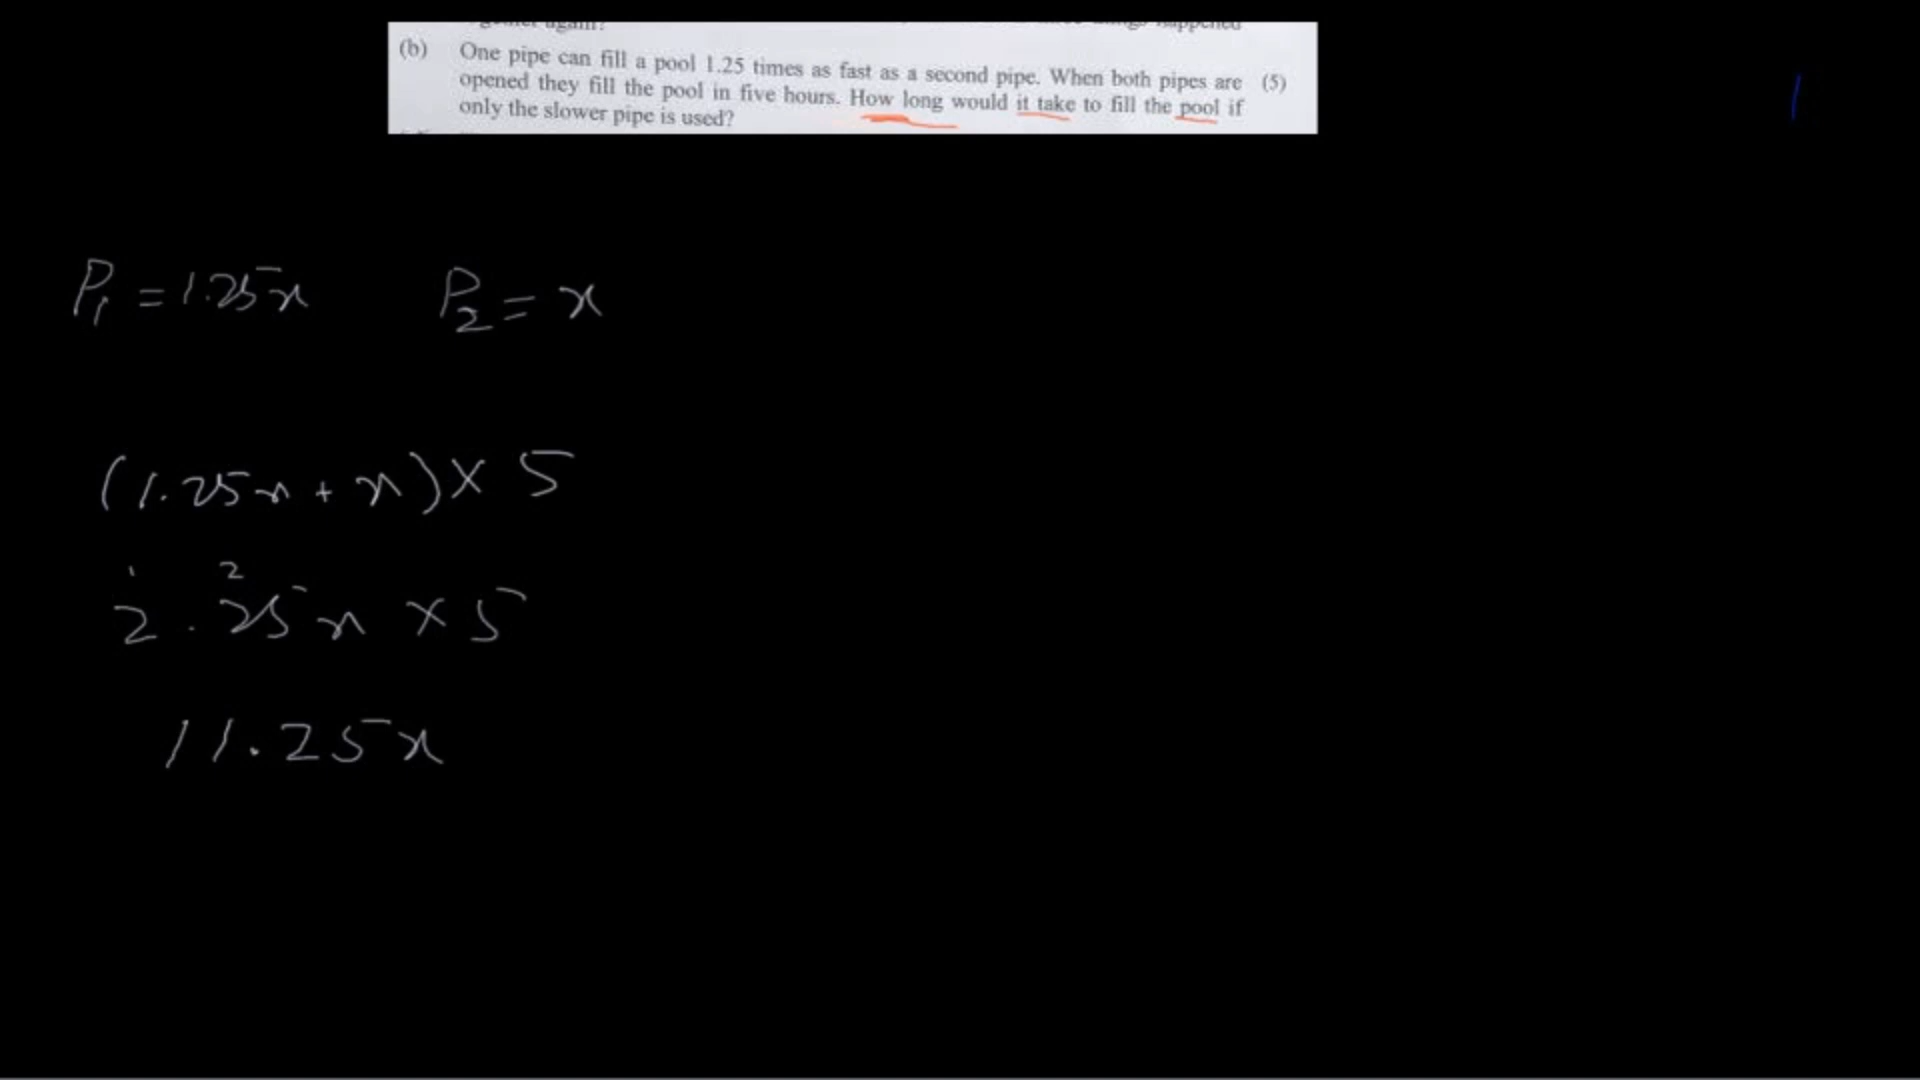 (b) One pipe can fill a pool 1.25 times as fast as a second pipe. When both pipes are (5)
opened they fill the pool in five hours. How long would it take to fill the pool if
only the slower pipe is used?
P₁ = 1.25x P₂ = x
(1.25x + x) × 5
1 2
2.25x × 5
11.25x